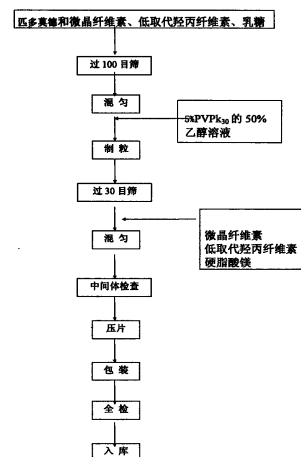 匹多莫德和微晶纤维素、低取代羟丙纤维素、乳糖
过100目筛
混匀
5%PVPk30的50%
乙醇溶液
制粒
过30目筛
微晶纤维素
低取代羟丙纤维素
硬脂酸镁
混匀
中间体检查
压片
包装
全检
入库